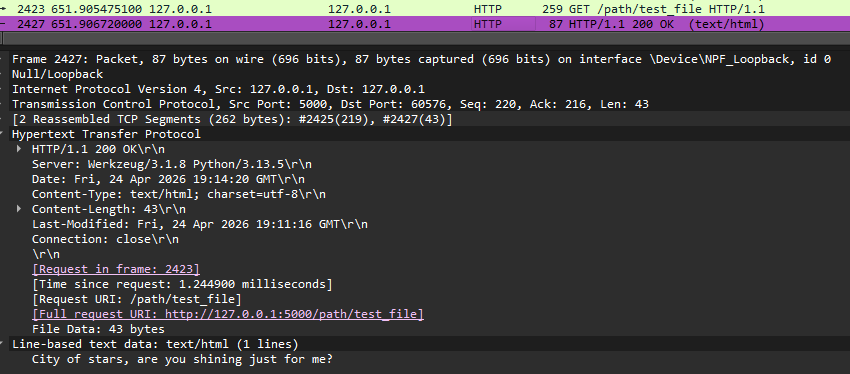 2423 651.905475100 127.0.0.1 127.0.0.1 HTTP 259 GET /path/test_file HTTP/1.1
2427 651.906720000 127.0.0.1 127.0.0.1 HTTP 87 HTTP/1.1 200 OK (text/html)
Frame 2427: Packet, 87 bytes on wire (696 bits), 87 bytes captured (696 bits) on interface \Device\NPF_Loopback, id 0
Null/Loopback
Internet Protocol Version 4, Src: 127.0.0.1, Dst: 127.0.0.1
Transmission Control Protocol, Src Port: 5000, Dst Port: 60576, Seq: 220, Ack: 216, Len: 43
[2 Reassembled TCP Segments (262 bytes): #2425(219), #2427(43)]
Hypertext Transfer Protocol
HTTP/1.1 200 OK\r\n
Server: Werkzeug/3.1.8 Python/3.13.5\r\n
Date: Fri, 24 Apr 2026 19:14:20 GMT\r\n
Content-Type: text/html; charset=utf-8\r\n
Content-Length: 43\r\n
Last-Modified: Fri, 24 Apr 2026 19:11:16 GMT\r\n
Connection: close\r\n
\r\n
[Request in frame: 2423]
[Time since request: 1.244900 milliseconds]
[Request URI: /path/test_file]
[Full request URI: http://127.0.0.1:5000/path/test_file]
File Data: 43 bytes
Line-based text data: text/html (1 lines)
City of stars, are you shining just for me?